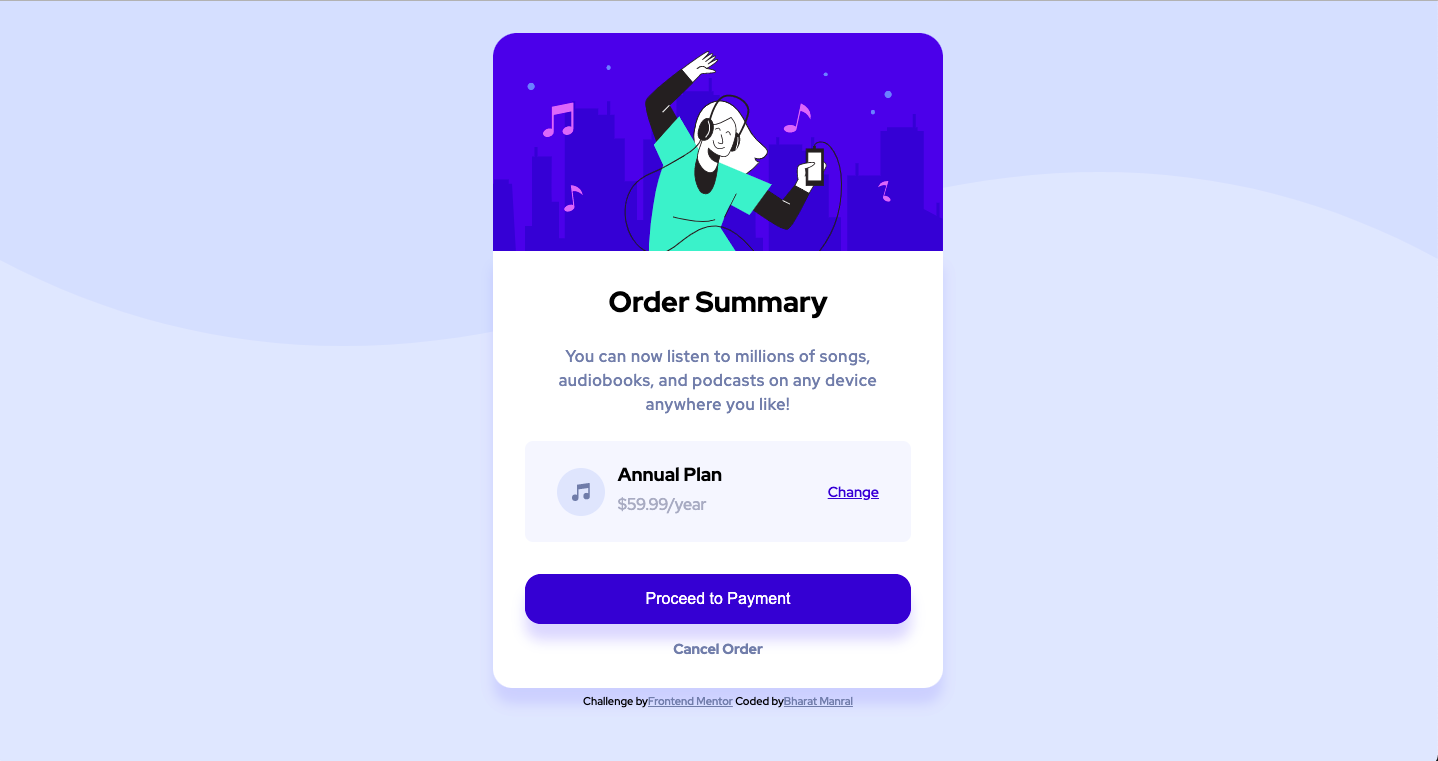 Order Summary
You can now listen to millions of songs,
audiobooks, and podcasts on any device
anywhere you like!
Annual Plan
$59.99/year
Change
Proceed to Payment
Cancel Order
Challenge byFrontend Mentor Coded byBharat Manral